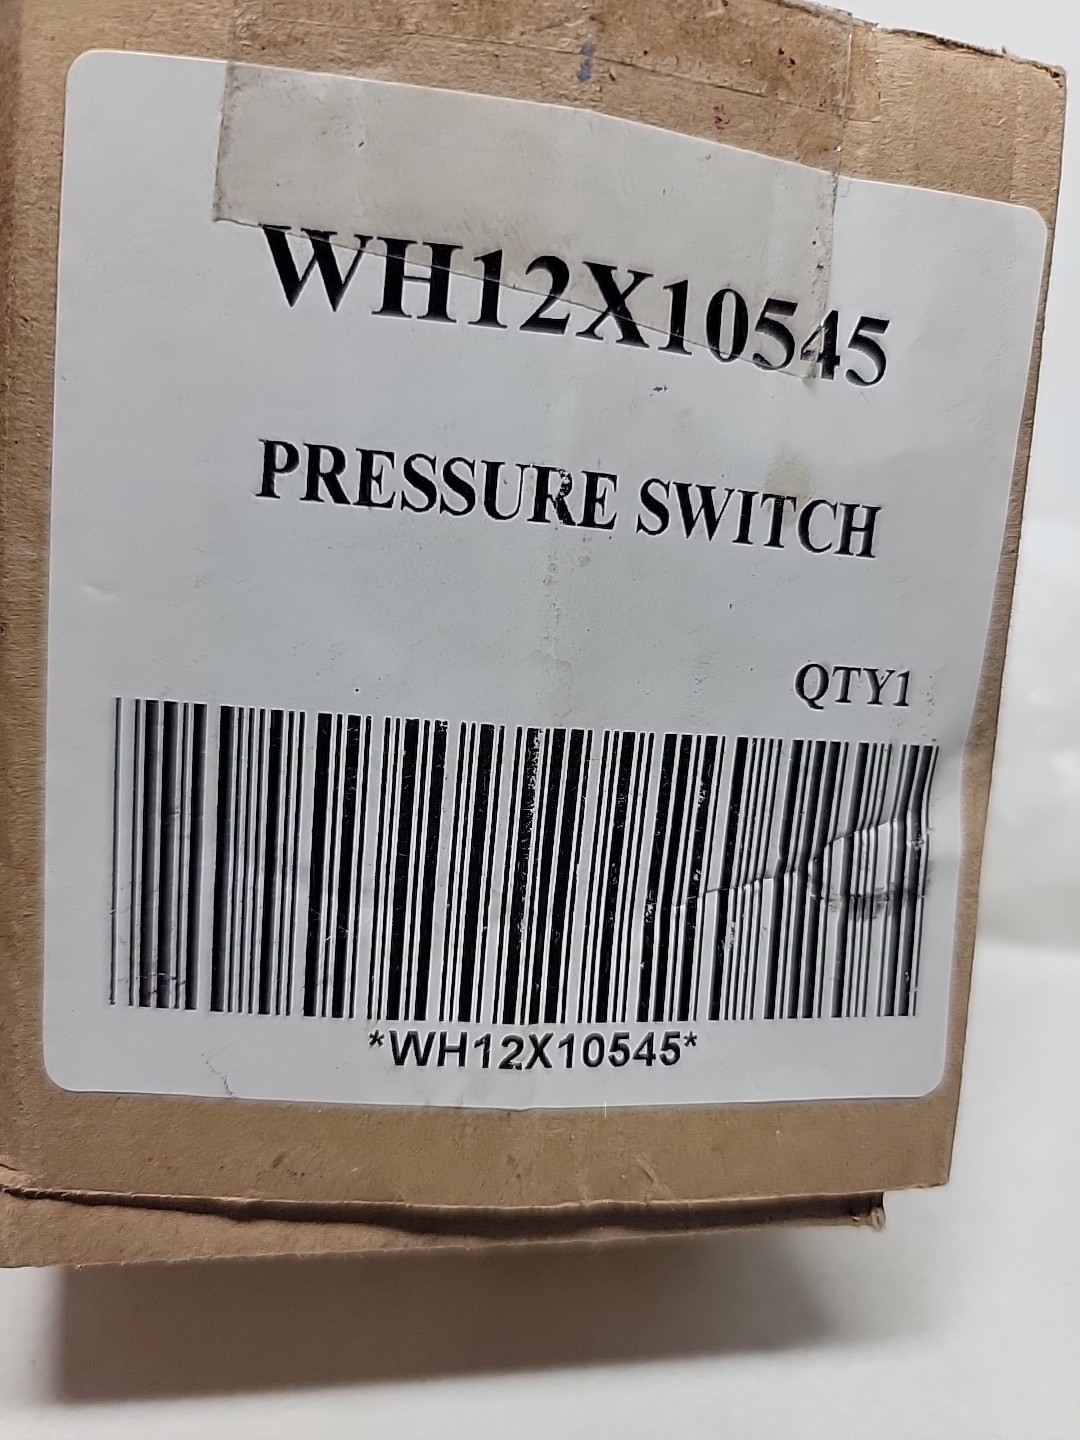 WH12X10545
PRESSURE SWITCH
QTY1
*WH12X10545*